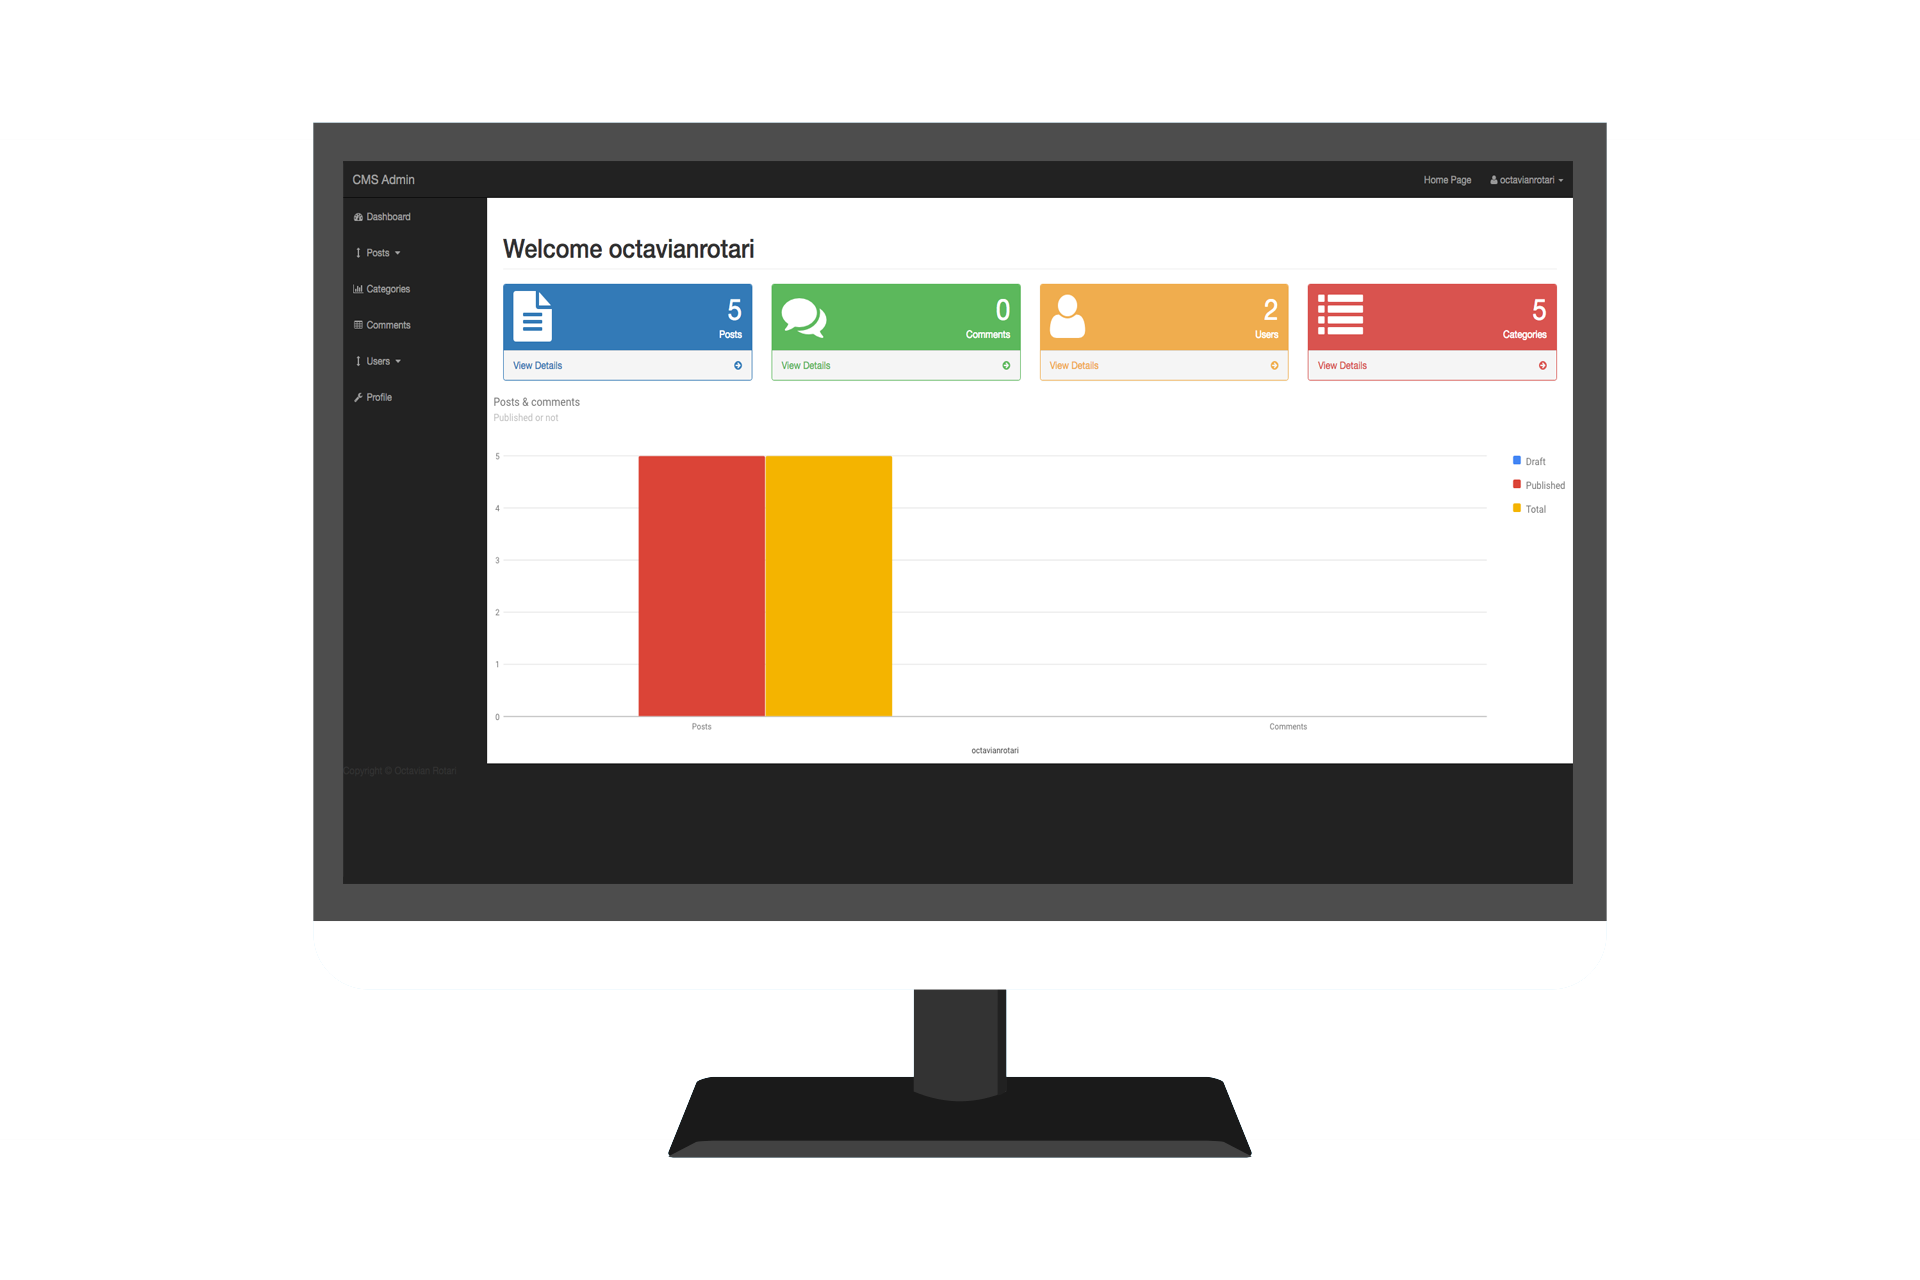 CMS Admin
Home Page
octavianrotari
Dashboard
Posts
Categories
Comments
Users
Profile
Welcome octavianrotari
5
Posts
View Details
0
Comments
View Details
2
Users
View Details
5
Categories
View Details
Posts & comments
Published or not
5
4
3
2
1
0
Posts
Comments
octavianrotari
Draft
Published
Total
Copyright © Octavian Rotari